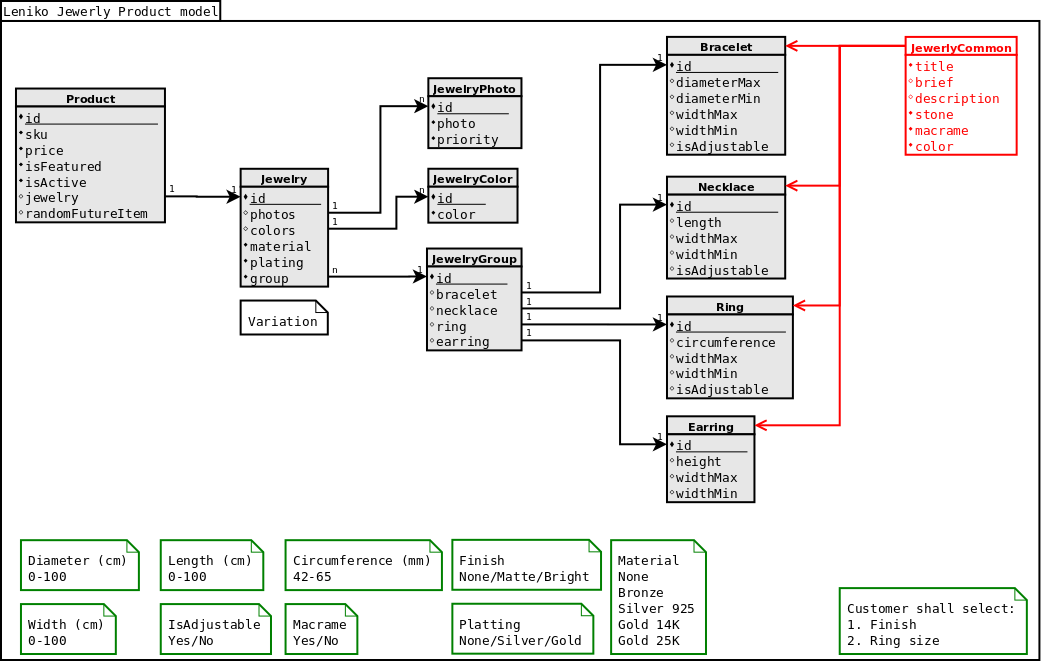 Leniko Jewerly Product model
Product
id
sku
price
isFeatured
isActive
jewelry
randomFutureItem
1
1
Jewelry
id
photos
colors
material
plating
group
1
1
n
Variation
n
JewelryPhoto
id
photo
priority
n
JewelryColor
id
color
1
JewelryGroup
id
bracelet
necklace
ring
earring
1
1
1
1
1
Bracelet
id
diameterMax
diameterMin
widthMax
widthMin
isAdjustable
1
Necklace
id
length
widthMax
widthMin
isAdjustable
1
Ring
id
circumference
widthMax
widthMin
isAdjustable
1
Earring
id
height
widthMax
widthMin
JewerlyCommon
title
brief
description
stone
macrame
color
Diameter (cm)
0-100
Length (cm)
0-100
Circumference (mm)
42-65
Finish
None/Matte/Bright
Material
None
Bronze
Silver 925
Gold 14K
Gold 25K
Width (cm)
0-100
IsAdjustable
Yes/No
Macrame
Yes/No
Platting
None/Silver/Gold
Customer shall select:
1. Finish
2. Ring size